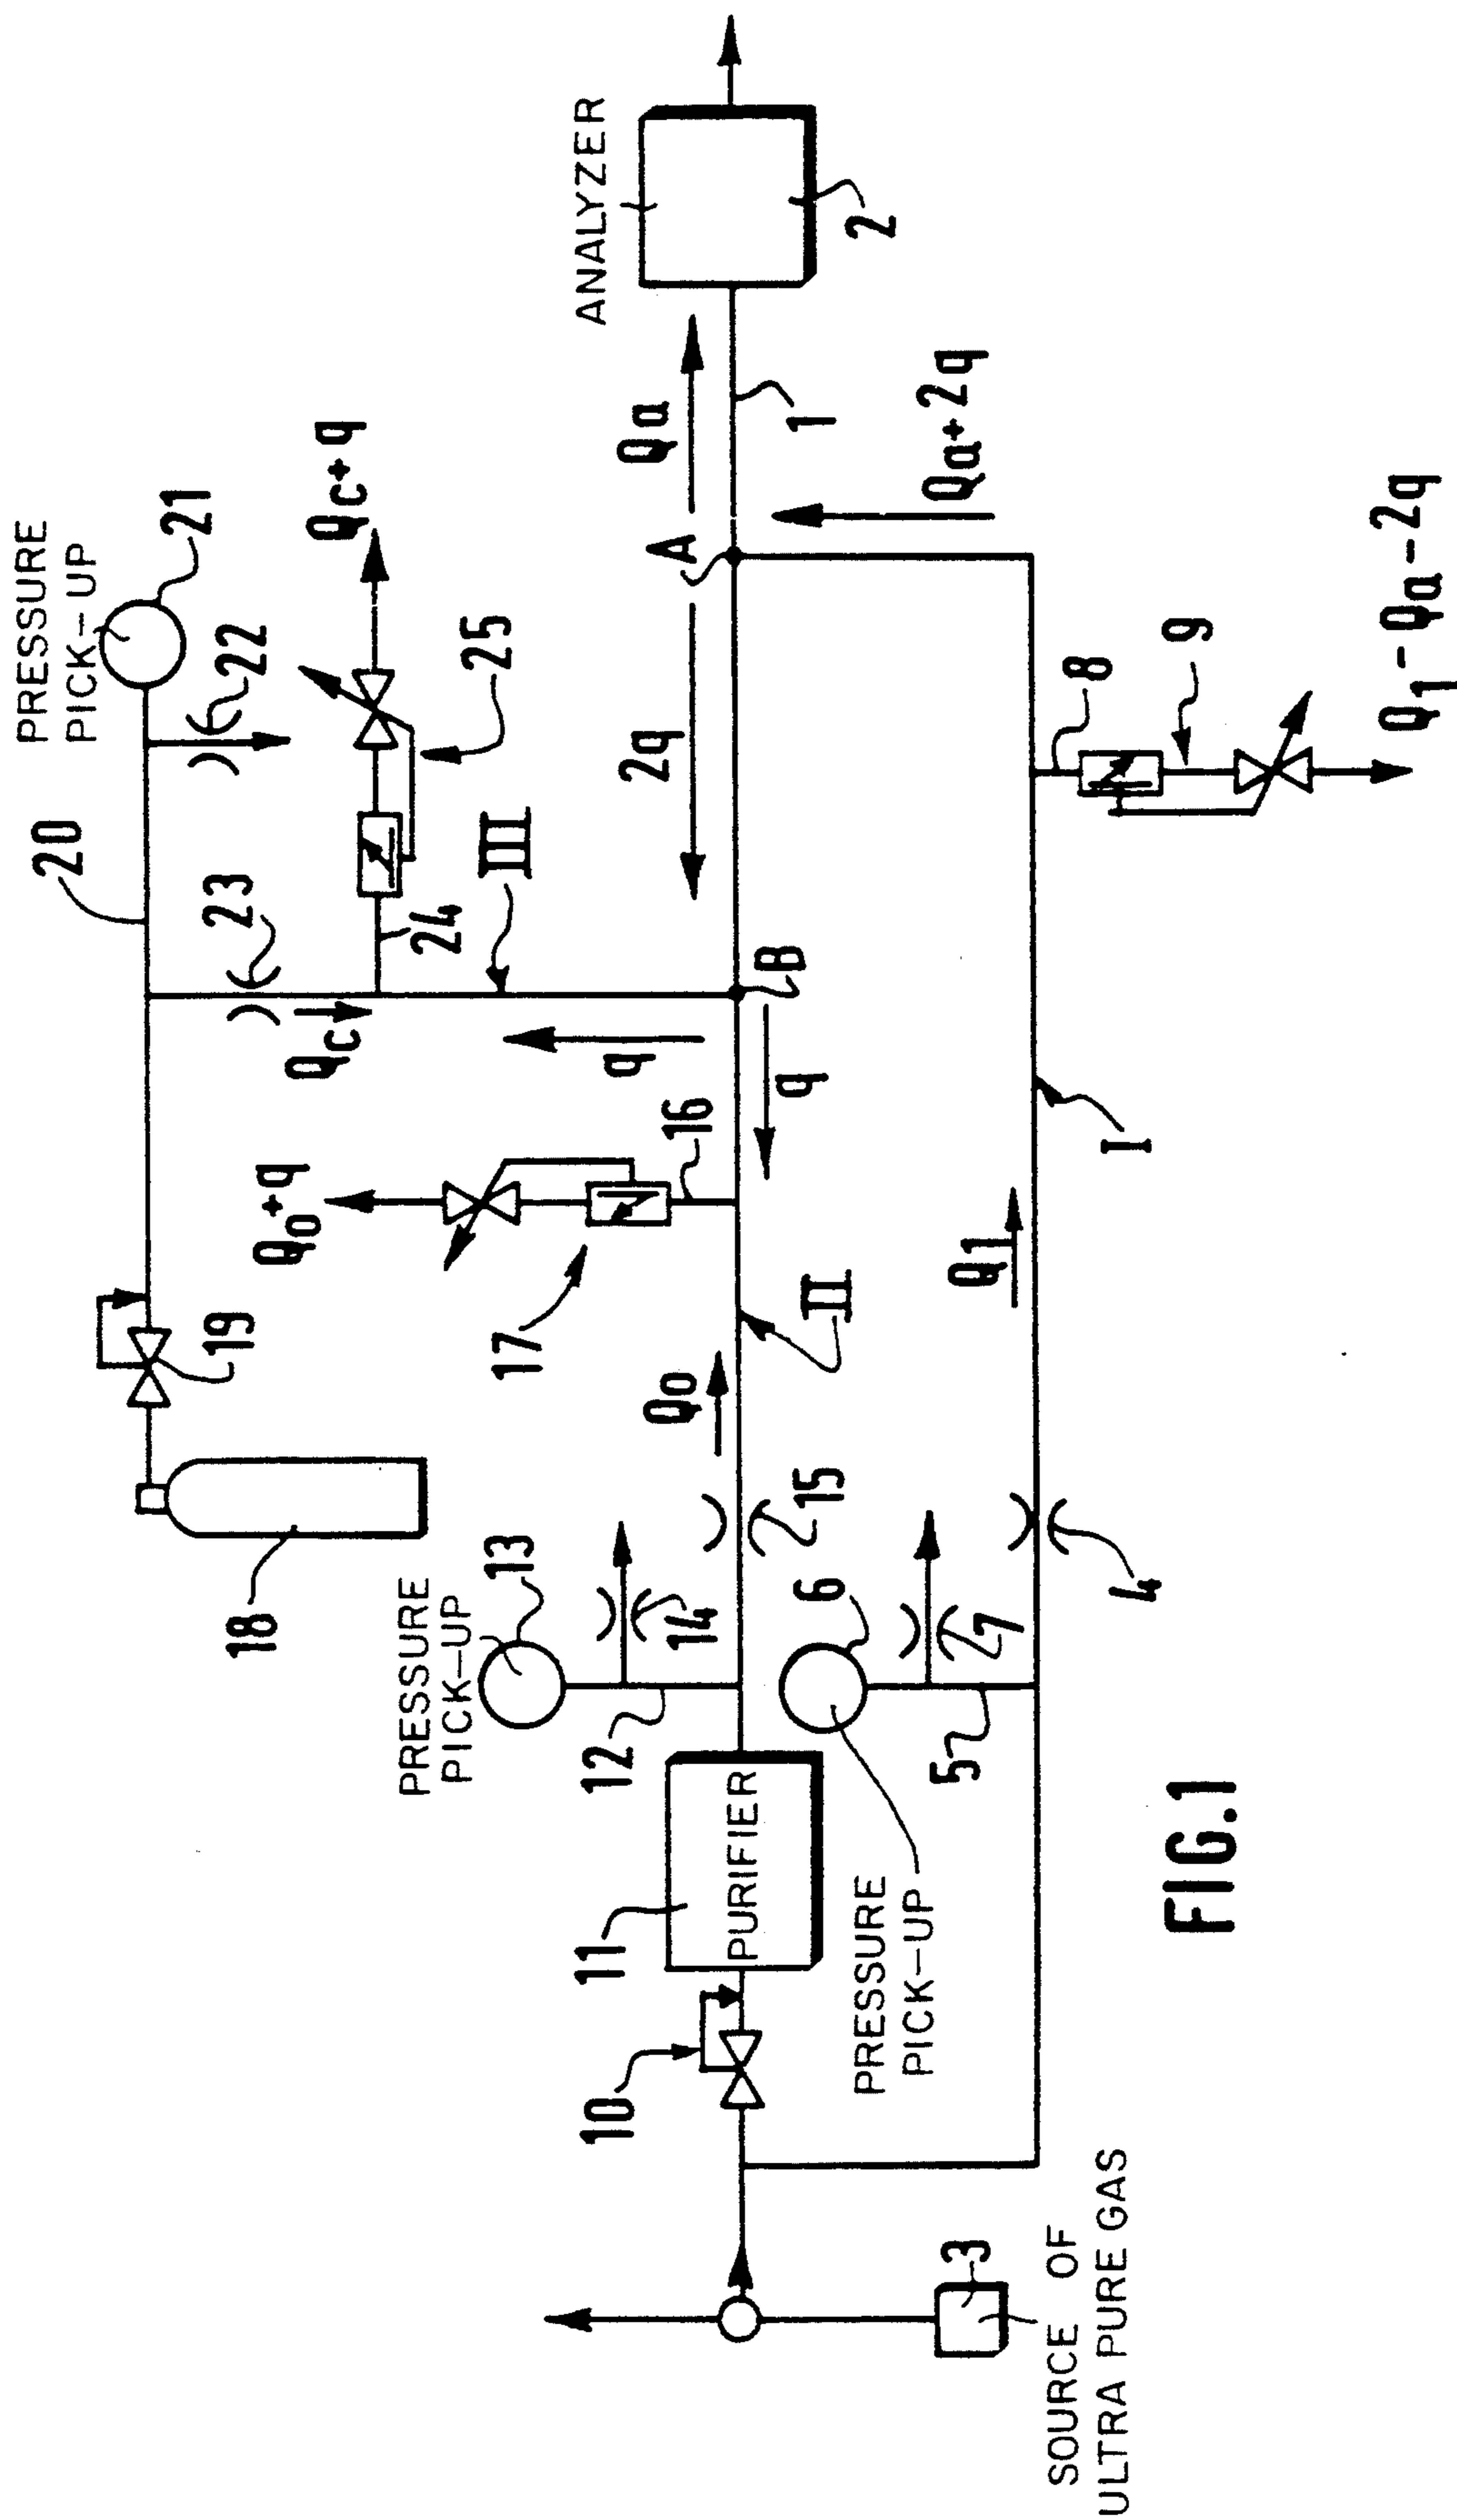 PRESSURE
PICK-UP
21
20
22
23
qc
qc+q
25
24
III
19
18
Qo+q
17
16
q
q
B
2q
A
Qa
ANALYZER
2
1
Qa+2q
PRESSURE
PICK-UP
13
12
14
15
Qo
II
10
11
PURIFIER
PRESSURE
PICK-UP
6
7
5
4
Q1
I
8
9
Q1-Qa-2q
3
SOURCE OF
ULTRA PURE GAS
FIG.1